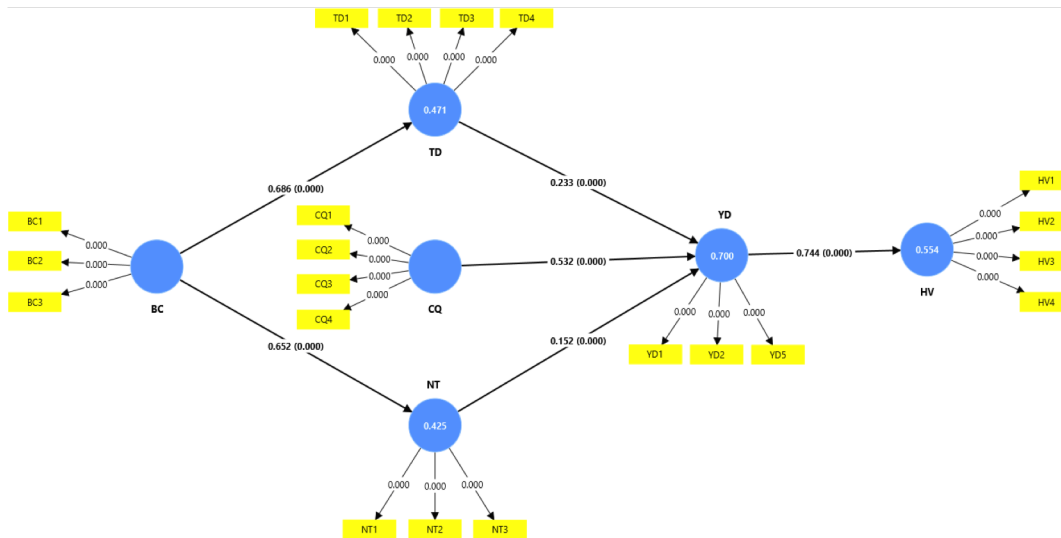 TD1 TD2 TD3 TD4
0.000 0.000 0.000 0.000
0.471
TD
0.686 (0.000)
0.233 (0.000)
BC1
BC2
BC3
0.000
0.000
0.000
BC
CQ1
CQ2
CQ3
CQ4
0.000
0.000
0.000
0.000
CQ
0.532 (0.000)
YD
0.700
0.744 (0.000)
0.000 0.000 0.000
YD1 YD2 YD5
0.554
HV
0.000
0.000
0.000
0.000
HV1
HV2
HV3
HV4
0.652 (0.000)
0.152 (0.000)
NT
0.425
0.000 0.000 0.000
NT1 NT2 NT3